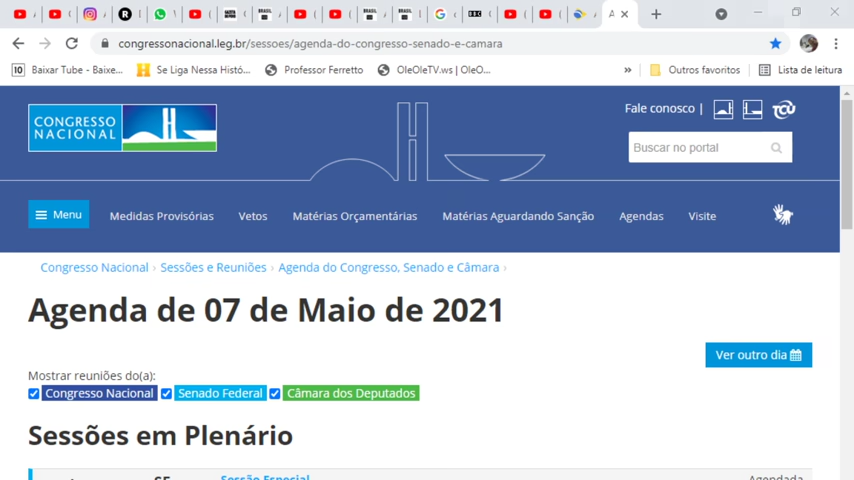 congressonacional.leg.br/sessoes/agenda-do-congresso-senado-e-camara
Baixar Tube - Baixe...
Se Liga Nessa Histó...
Professor Ferretto
OleOleTV.ws | OleO...
»
Outros favoritos
Lista de leitura
CONGRESSO
NACIONAL
Fale conosco |
TCU
Buscar no portal
Menu
Medidas Provisórias
Vetos
Matérias Orçamentárias
Matérias Aguardando Sanção
Agendas
Visite
Congresso Nacional › Sessões e Reuniões › Agenda do Congresso, Senado e Câmara ›
Agenda de 07 de Maio de 2021
Ver outro dia
Mostrar reuniões do(a):
Congresso Nacional Senado Federal Câmara dos Deputados
Sessões em Plenário
Sessão Especial
Agendada